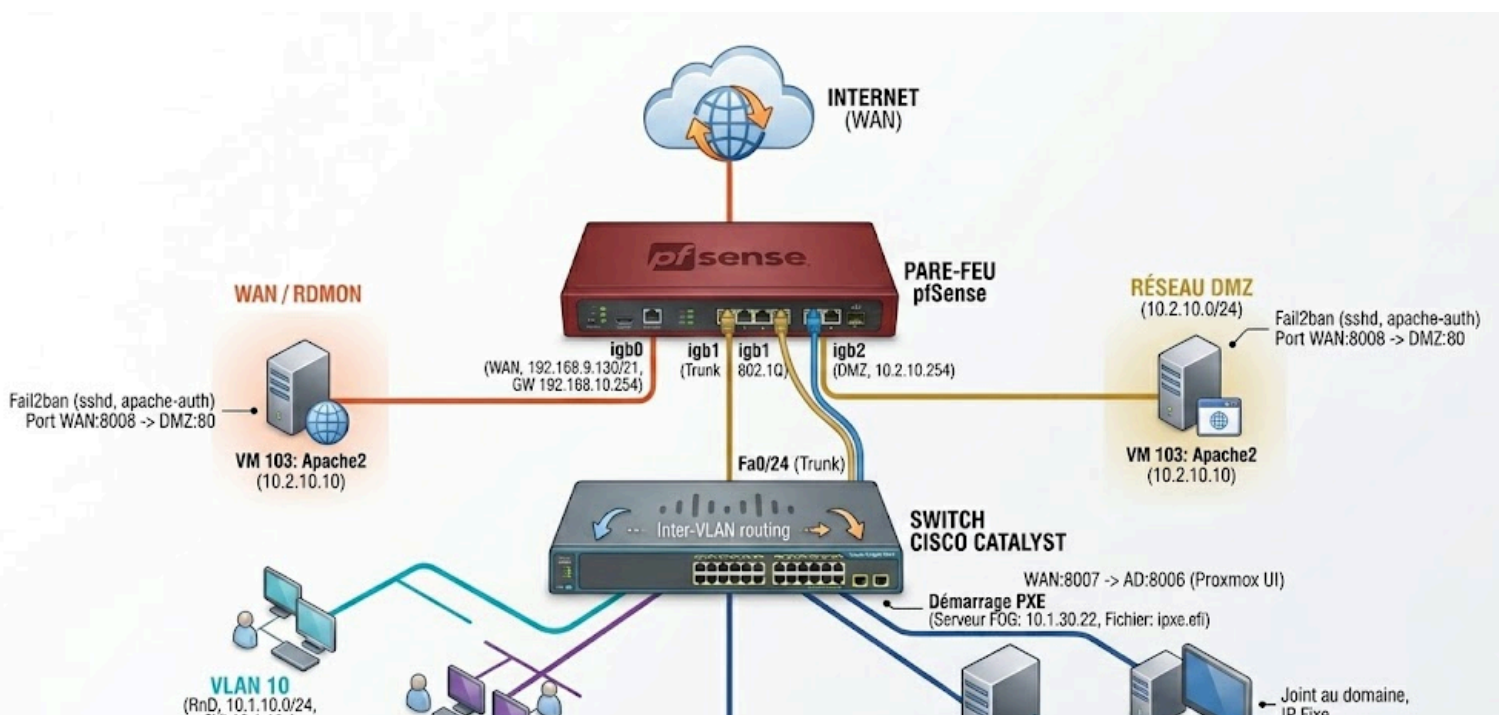 INTERNET
(WAN)
pfsense
PARE-FEU
pfSense
WAN / RDMON
RÉSEAU DMZ
(10.2.10.0/24)
Fail2ban (sshd, apache-auth)
Port WAN:8008 -> DMZ:80
igb0
(WAN, 192.168.9.130/21,
GW 192.168.10.254)
igb1
(Trunk
igb1
802.1Q)
igb2
(DMZ, 10.2.10.254)
Fail2ban (sshd, apache-auth)
Port WAN:8008 -> DMZ:80
VM 103: Apache2
(10.2.10.10)
VM 103: Apache2
(10.2.10.10)
Fa0/24 (Trunk)
Inter-VLAN routing
SWITCH
CISCO CATALYST
WAN:8007 -> AD:8006 (Proxmox UI)
Démarrage PXE
(Serveur FOG: 10.1.30.22, Fichier: ipxe.efi)
VLAN 10
(RnD, 10.1.10.0/24,
Joint au domaine,
IP Fixe